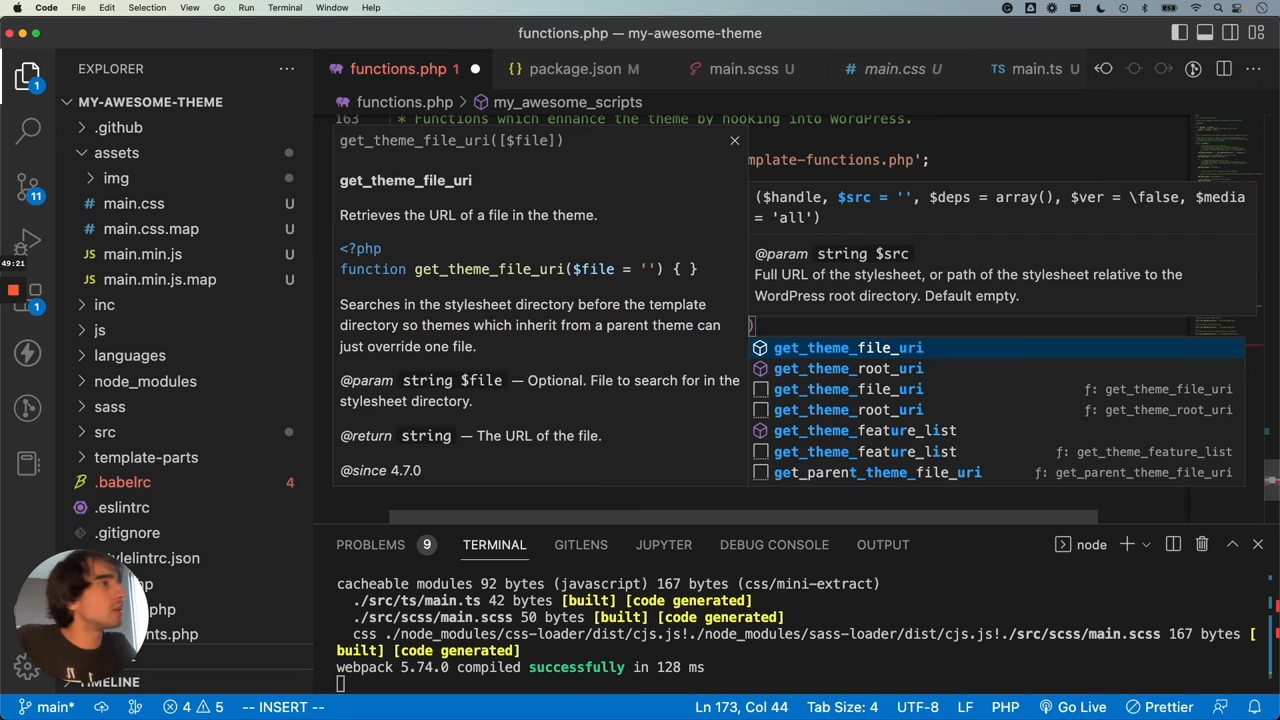 Code File Edit Selection View Go Run Terminal Window Help
functions.php — my-awesome-theme
EXPLORER
functions.php 1 package.json M main.scss U main.css U TS main.ts U
MY-AWESOME-THEME
functions.php > my_awesome_scripts
.github
assets
img
main.css U
main.css.map U
JS main.min.js U
JS main.min.js.map U
inc
js
languages
node_modules
sass
src
template-parts
.babelrc 4
.eslintrc
.gitignore
.php
TIMELINE
1
11
49:21
1
163 * Functions which enhance the theme by hooking into WordPress.
get_theme_file_uri([$file])
get_theme_file_uri
Retrieves the URL of a file in the theme.
<?php
function get_theme_file_uri($file = '') { }
Searches in the stylesheet directory before the template
directory so themes which inherit from a parent theme can
just override one file.
@param string $file — Optional. File to search for in the
stylesheet directory.
@return string — The URL of the file.
@since 4.7.0
mplate-functions.php';
($handle, $src = '', $deps = array(), $ver = \false, $media
= 'all')
@param string $src
Full URL of the stylesheet, or path of the stylesheet relative to the
WordPress root directory. Default empty.
)
get_theme_file_uri
get_theme_root_uri
get_theme_file_uri ƒ: get_theme_file_uri
get_theme_root_uri ƒ: get_theme_root_uri
get_theme_feature_list
get_theme_feature_list ƒ: get_theme_feature_list
get_parent_theme_file_uri ƒ: get_parent_theme_file_uri
PROBLEMS 9 TERMINAL GITLENS JUPYTER DEBUG CONSOLE OUTPUT node
cacheable modules 92 bytes (javascript) 167 bytes (css/mini-extract)
./src/ts/main.ts 42 bytes [built] [code generated]
./src/scss/main.scss 50 bytes [built] [code generated]
css ./node_modules/css-loader/dist/cjs.js!./node_modules/sass-loader/dist/cjs.js!./src/scss/main.scss 167 bytes [
built] [code generated]
webpack 5.74.0 compiled successfully in 128 ms
main* 4 5 -- INSERT -- Ln 173, Col 44 Tab Size: 4 UTF-8 LF PHP Go Live Prettier